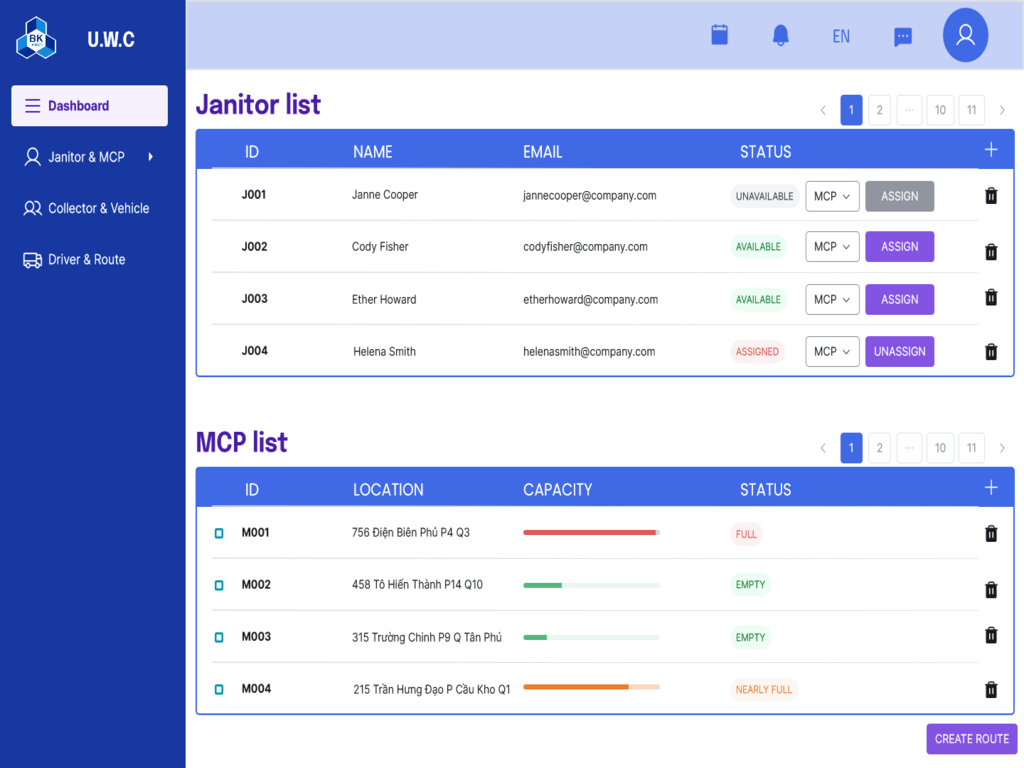 BK
U.W.C
EN
Dashboard
Janitor & MCP
Collector & Vehicle
Driver & Route
Janitor list
1 2 ... 10 11
ID NAME EMAIL STATUS
J001 Janne Cooper jannecooper@company.com UNAVAILABLE MCP ASSIGN
J002 Cody Fisher codyfisher@company.com AVAILABLE MCP ASSIGN
J003 Ether Howard etherhoward@company.com AVAILABLE MCP ASSIGN
J004 Helena Smith helenasmith@company.com ASSIGNED MCP UNASSIGN
MCP list
1 2 ... 10 11
ID LOCATION CAPACITY STATUS
M001 756 Điện Biên Phủ P4 Q3 FULL
M002 458 Tô Hiến Thành P14 Q10 EMPTY
M003 315 Trường Chinh P9 Q Tân Phú EMPTY
M004 215 Trần Hưng Đạo P Cầu Kho Q1 NEARLY FULL
CREATE ROUTE